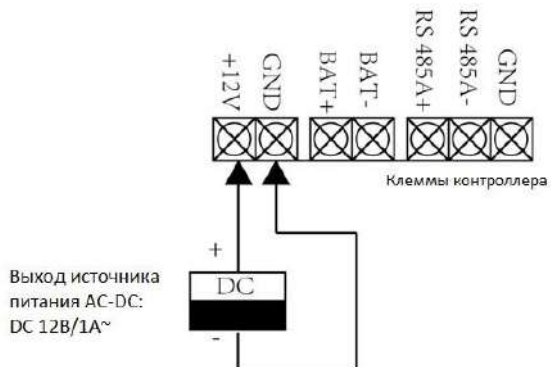 +12V
GND
BAT+
BAT-
RS 485A+
RS 485A-
GND
Клеммы контроллера
+
DC
-
Выход источника
питания AC-DC:
DC 12В/1А~